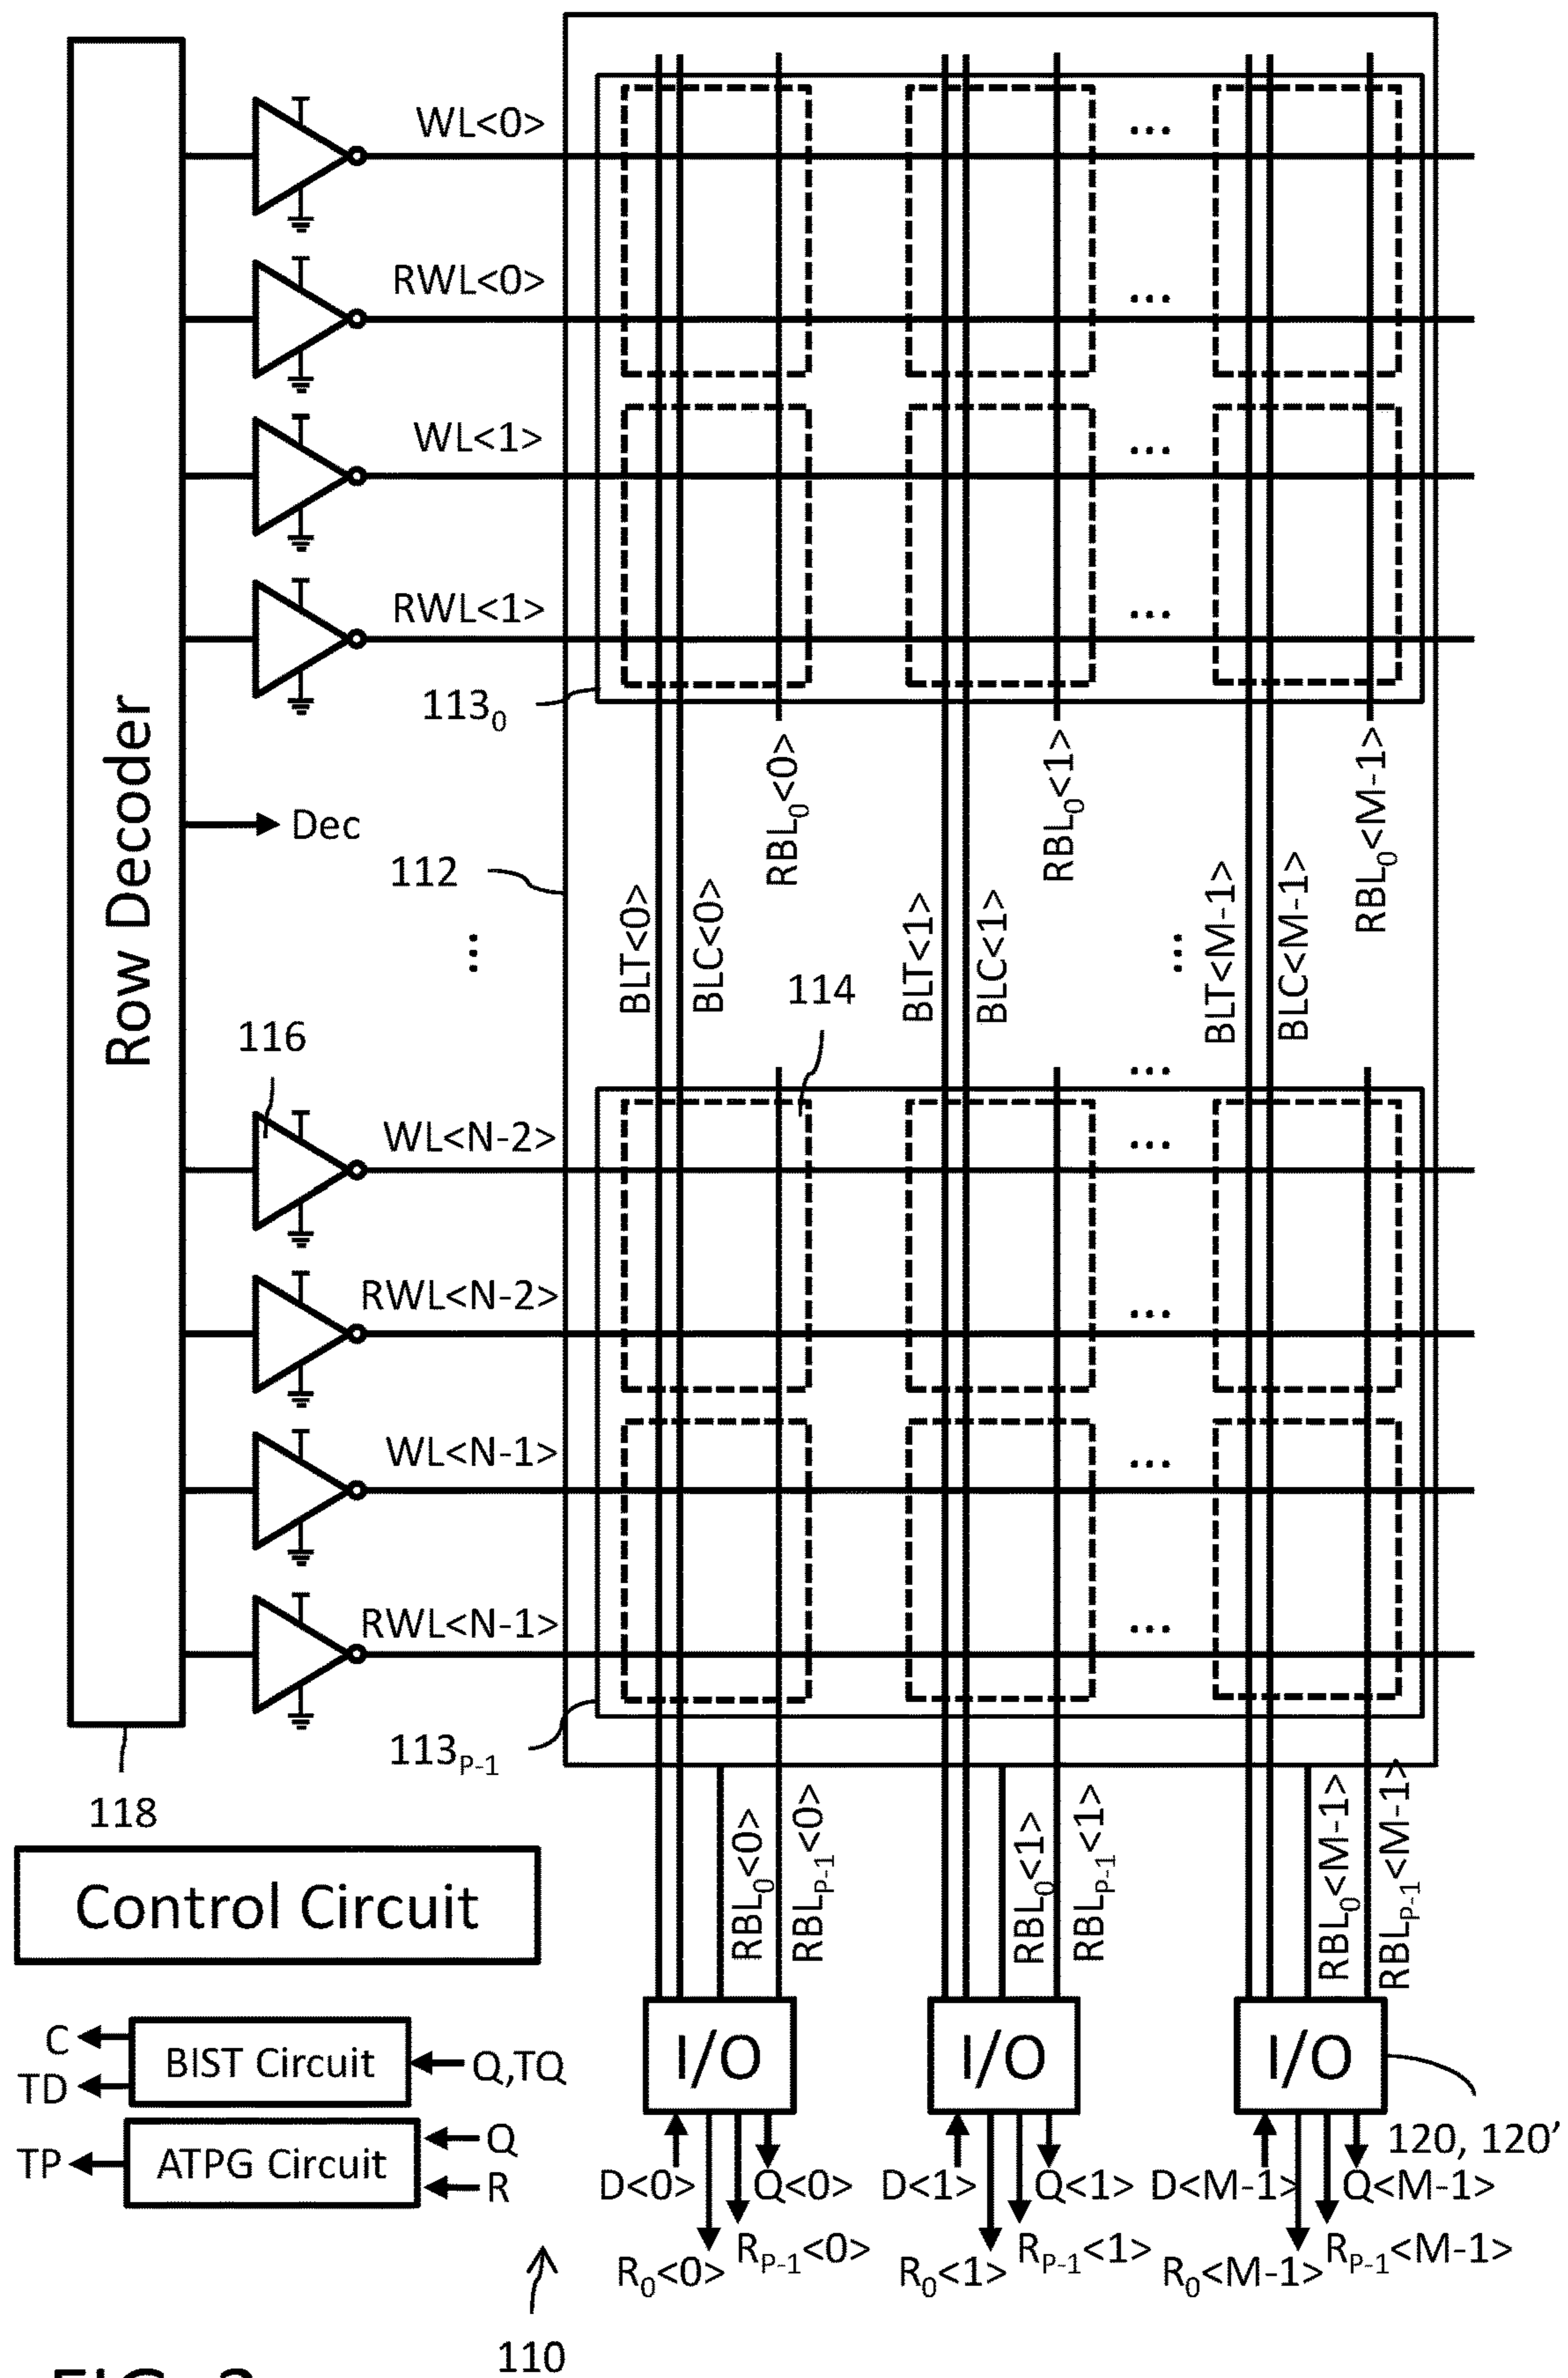 WL<0>
RWL<0>
WL<1>
RWL<1>
113₀
Row Decoder
Dec
112
RBL₀<0>
RBL₀<1>
RBL₀<M-1>
BLT<0>
BLC<0>
BLT<1>
BLC<1>
BLT<M-1>
BLC<M-1>
...
114
116
WL<N-2>
RWL<N-2>
WL<N-1>
RWL<N-1>
113P-1
118
RBL₀<0>
RBLP-1<0>
RBL₀<1>
RBLP-1<1>
RBL₀<M-1>
RBLP-1<M-1>
Control Circuit
I/O
I/O
I/O
C
TD
BIST Circuit
Q,TQ
TP
ATPG Circuit
Q
R
120, 120'
D<0>
Q<0>
D<1>
Q<1>
D<M-1>
Q<M-1>
R₀<0>
RP-1<0>
R₀<1>
RP-1<1>
R₀<M-1>
RP-1<M-1>
110